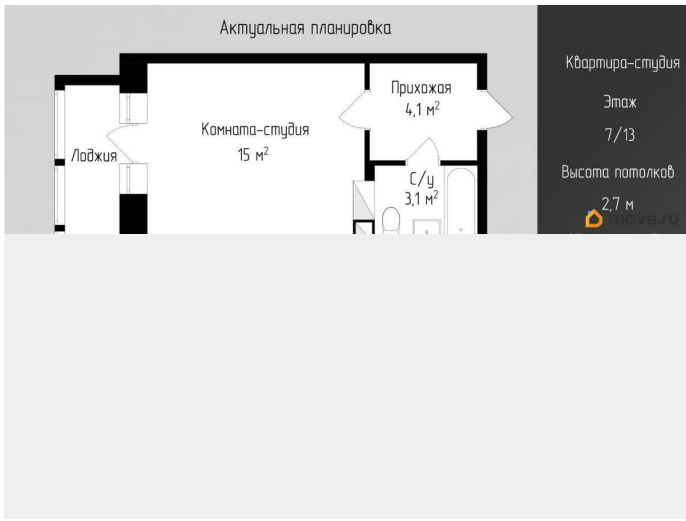 Актуальная планировка
Квартира-студия
Этаж
7/13
Высота потолков
2,7 м
move.ru
Прихожая
4,1 м²
Комната-студия
15 м²
Лоджия
С/у
3,1 м²